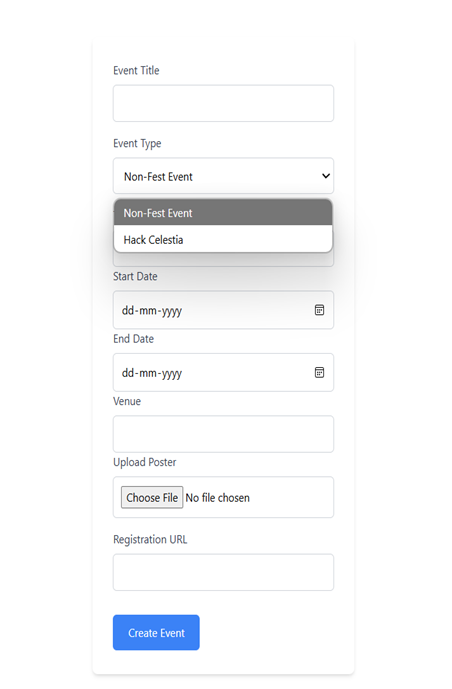 Event Title
Event Type
Non-Fest Event
Non-Fest Event
Hack Celestia
Start Date
dd-mm-yyyy
End Date
dd-mm-yyyy
Venue
Upload Poster
Choose File No file chosen
Registration URL
Create Event